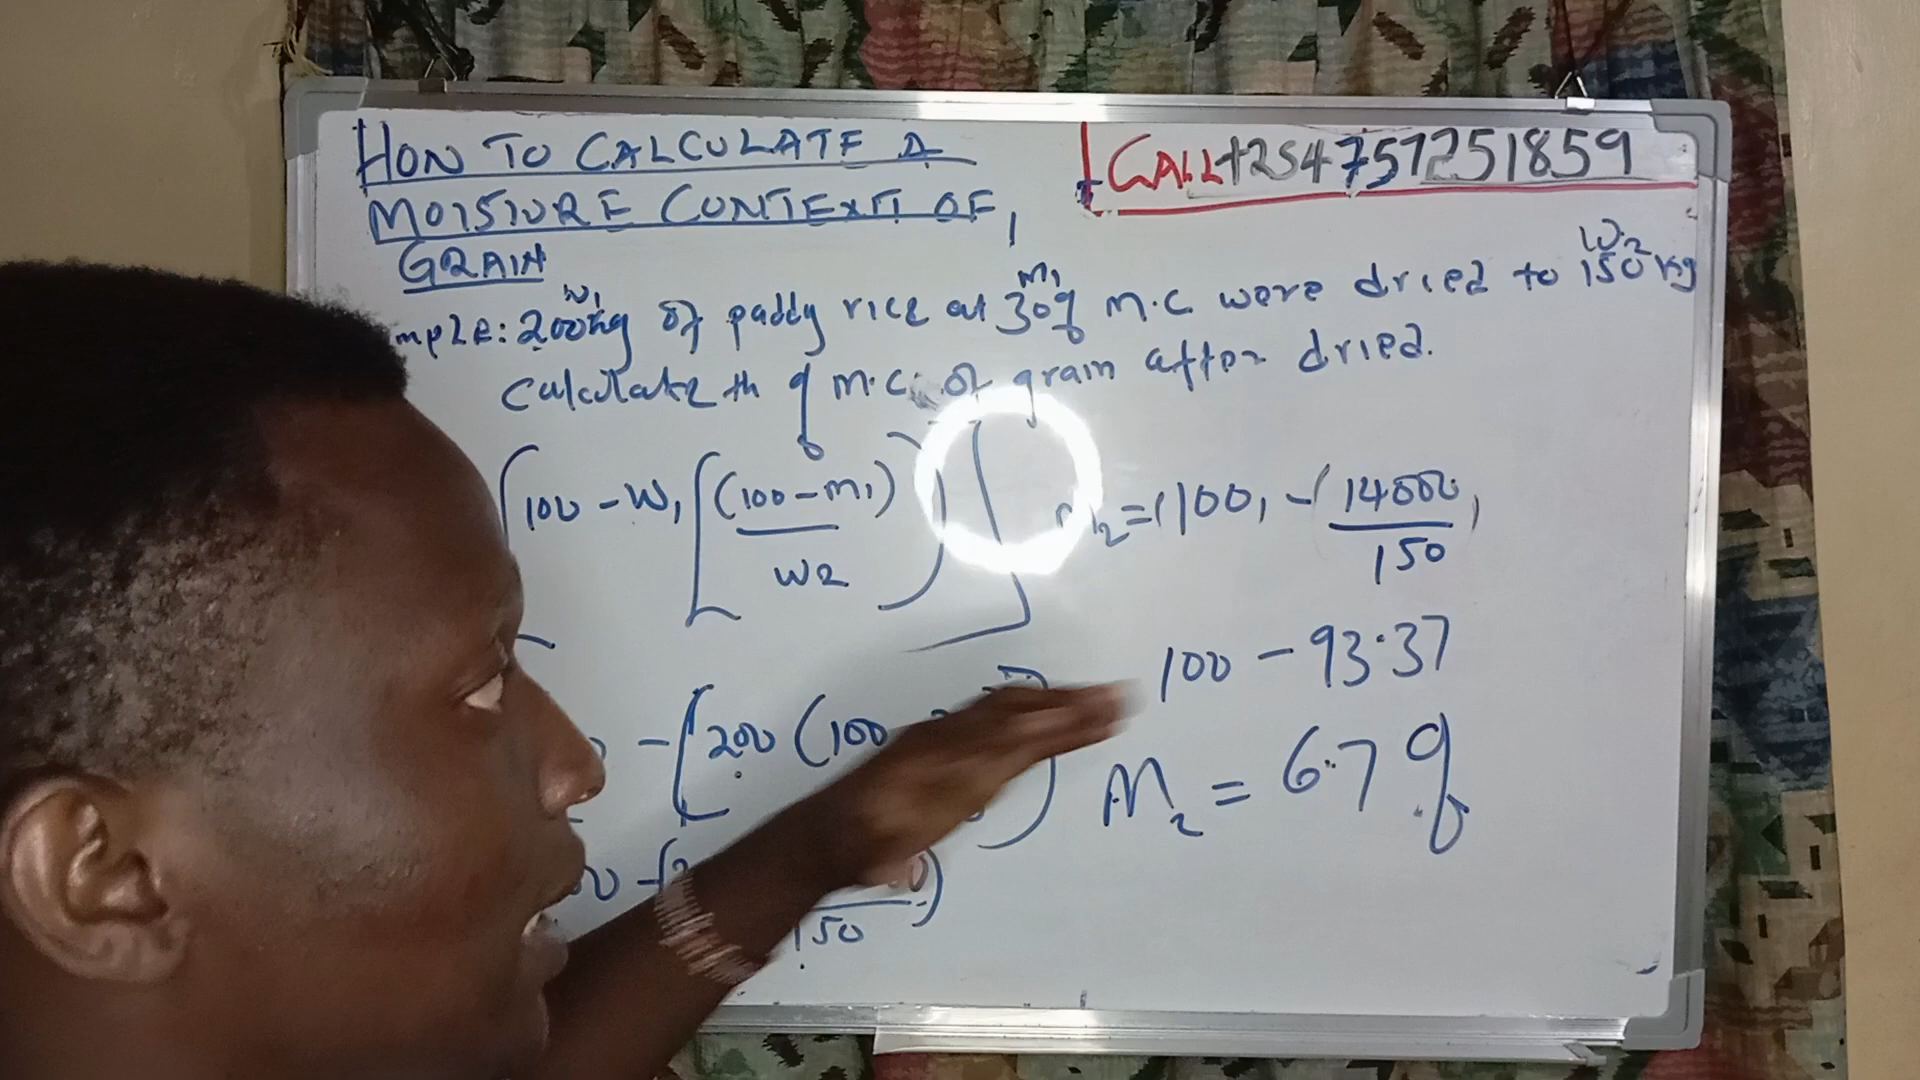 HOW TO CALCULATE A
MOISTURE CONTEXT OF
GRAIN
CALL +254757251859
W1 M1 W2
mple: 200kg of paddy rice at 30% m.c were dried to 150kg
calculate th % m.c of grain after dried.
100 - W1 (100-m1)
W2
M2 = (100) - (14000)
150
100 - 93.37
M2 = 6.7 %
- 200 (100
150